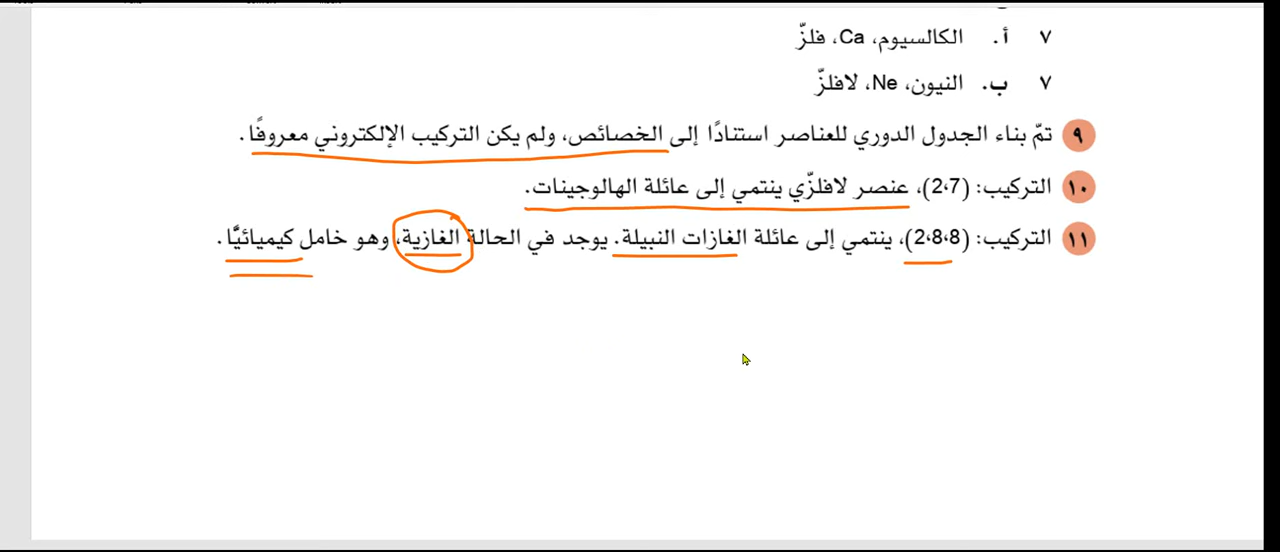 ٧ أ. الكالسيوم، Ca، فلزّ
٧ ب. النيون، Ne، لافلزّ
٩ تمّ بناء الجدول الدوري للعناصر استنادًا إلى الخصائص، ولم يكن التركيب الإلكتروني معروفًا.
١٠ التركيب: (2،7)، عنصر لافلزّي ينتمي إلى عائلة الهالوجينات.
١١ التركيب: (2،8،8)، ينتمي إلى عائلة الغازات النبيلة. يوجد في الحالة الغازية، وهو خامل كيميائيًّا.